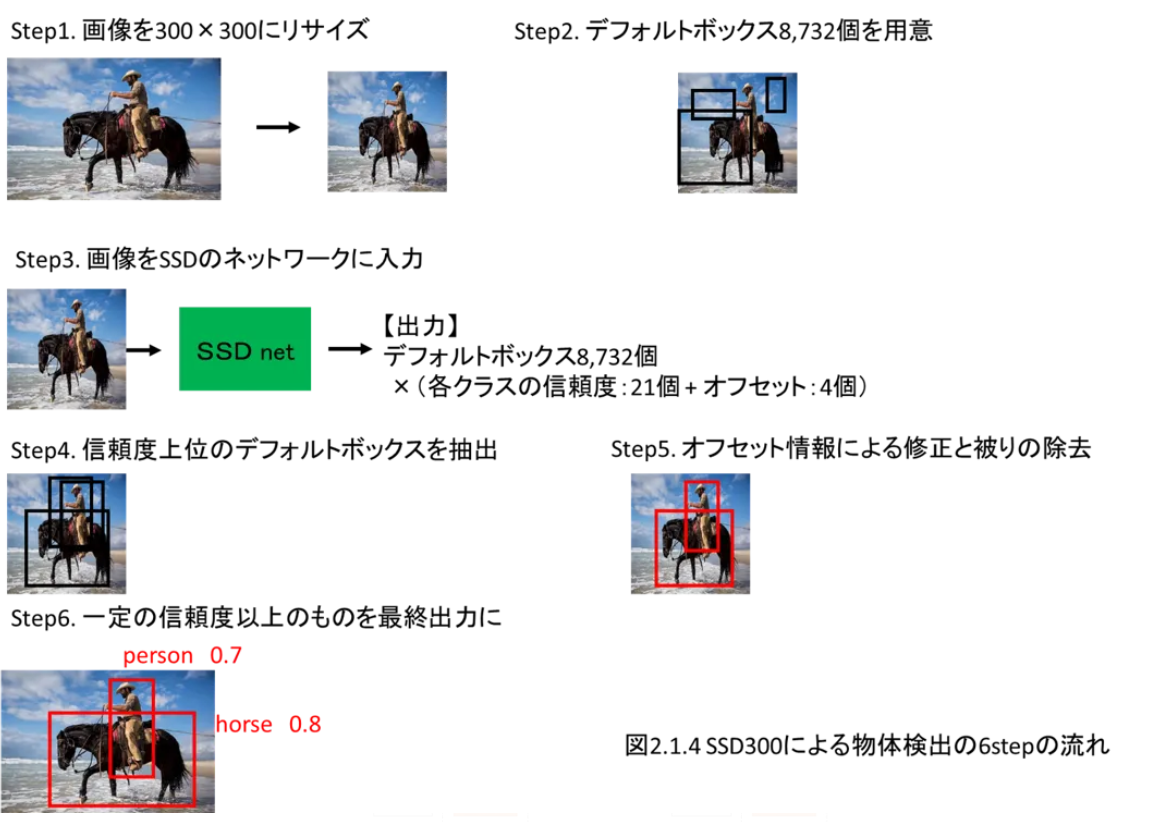 Step1. 画像を300×300にリサイズ
Step2. デフォルトボックス8,732個を用意
Step3. 画像をSSDのネットワークに入力
SSD net
【出力】
デフォルトボックス8,732個
×（各クラスの信頼度：21個 + オフセット：4個）
Step4. 信頼度上位のデフォルトボックスを抽出
Step5. オフセット情報による修正と被りの除去
Step6. 一定の信頼度以上のものを最終出力に
person 0.7
horse 0.8
図2.1.4 SSD300による物体検出の6stepの流れ